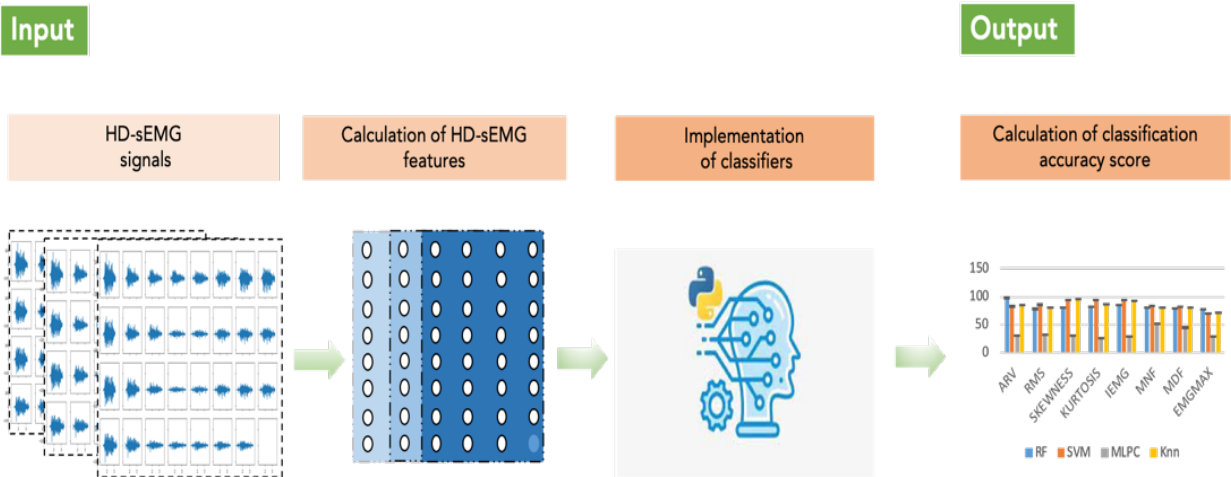 Input
Output
HD-sEMG
signals
Calculation of HD-sEMG
features
Implementation
of classifiers
Calculation of classification
accuracy score
150
100
50
0
ARV
RMS
SKEWNESS
KURTOSIS
IEMG
MNF
MDF
EMGMAX
RF SVM MLPC Knn